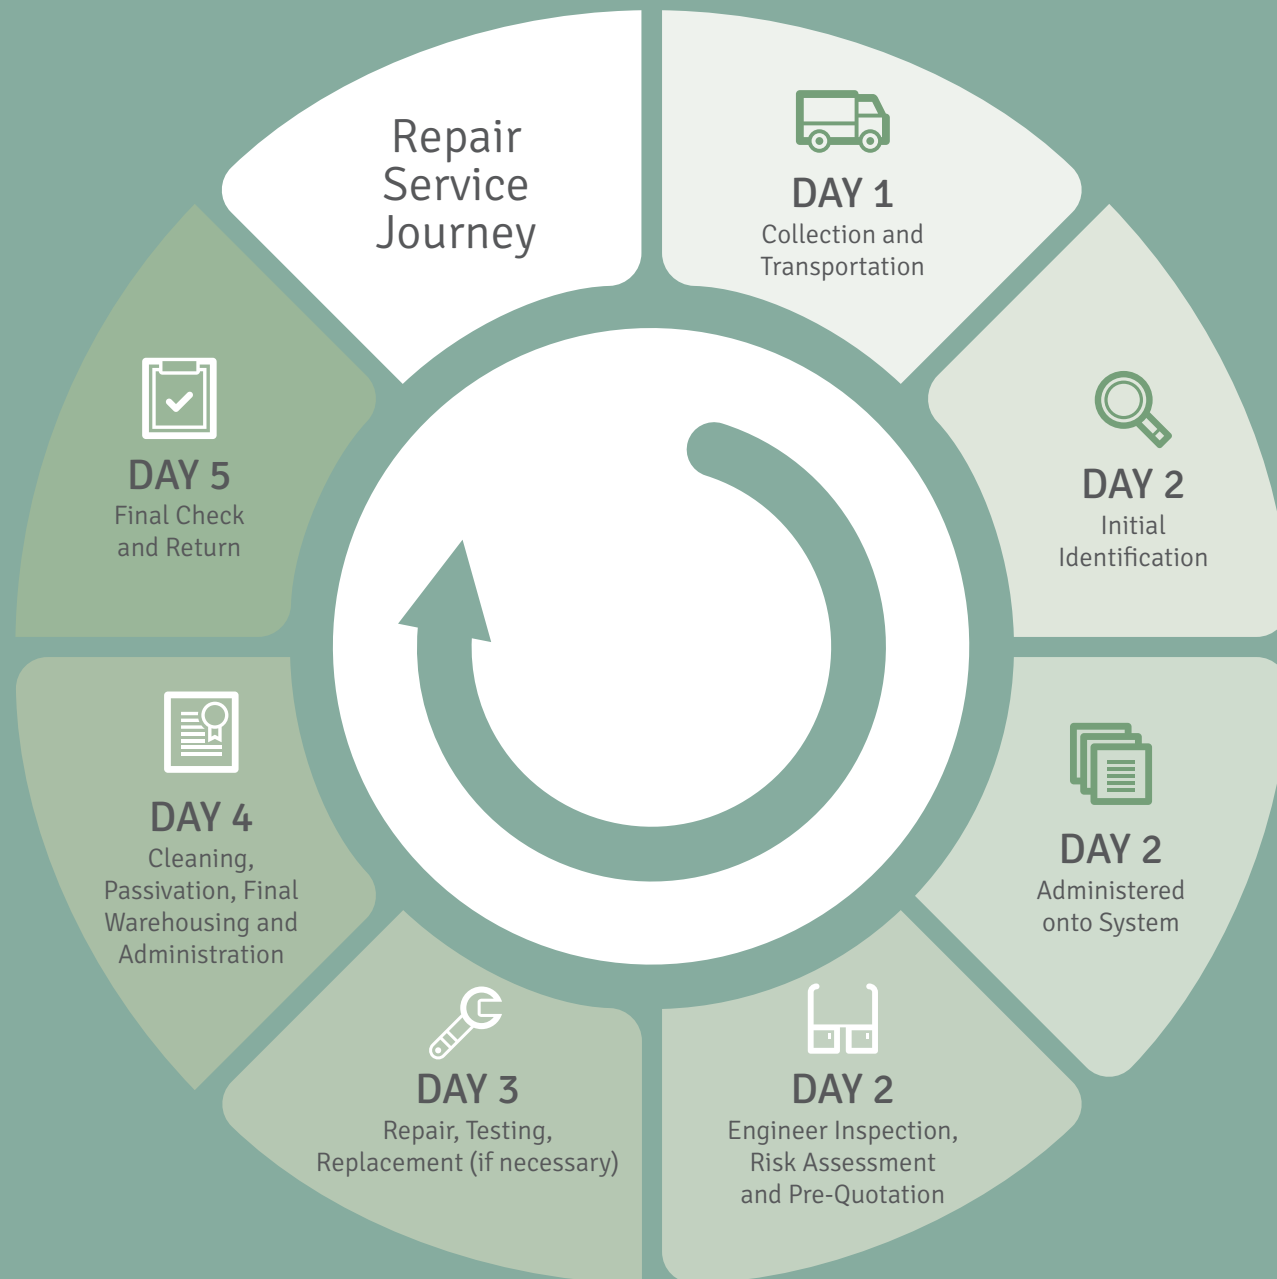 Repair
Service
Journey
DAY 1
Collection and
Transportation
DAY 2
Initial
Identification
DAY 2
Administered
onto System
DAY 2
Engineer Inspection,
Risk Assessment
and Pre-Quotation
DAY 3
Repair, Testing,
Replacement (if necessary)
DAY 4
Cleaning,
Passivation, Final
Warehousing and
Administration
DAY 5
Final Check
and Return